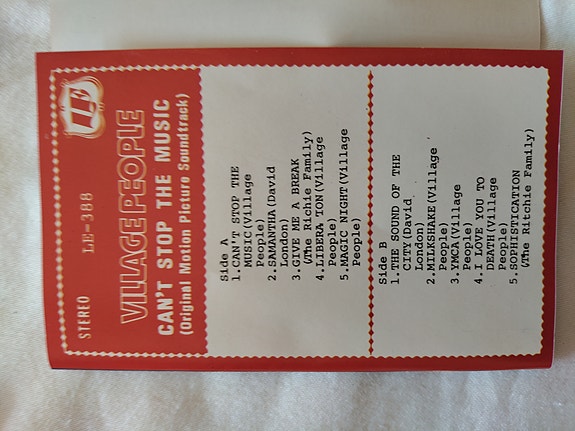 LE
STEREO LE-388
VILLAGE PEOPLE
CAN'T STOP THE MUSIC
(Original Motion Picture Soundtrack)
Side A
1.CAN'T STOP THE
MUSIC(Village
People)
2.SAMANTHA(David
London)
3.GIVE ME A BREAK
(The Richie Family)
4.LIBERA TON(Village
People)
5.MAGIC NIGHT(Village
People)
Side B
1.THE SOUND OF THE
CITY(David
London)
2.MILKSHAKE(Village
People)
3.YMCA(Village
People)
4.I LOVE YOU TO
DEATH(Village
People)
5.SOPHISTICATION
(The Ritchie Family)